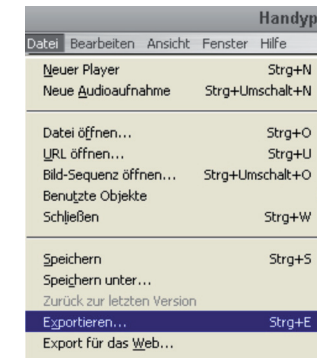 Handyp
Datei Bearbeiten Ansicht Fenster Hilfe
Neuer Player Strg+N
Neue Audioaufnahme Strg+Umschalt+N
Datei öffnen... Strg+O
URL öffnen... Strg+U
Bild-Sequenz öffnen... Strg+Umschalt+O
Benutzte Objekte
Schließen Strg+W
Speichern Strg+S
Speichern unter...
Zurück zur letzten Version
Exportieren... Strg+E
Export für das Web...